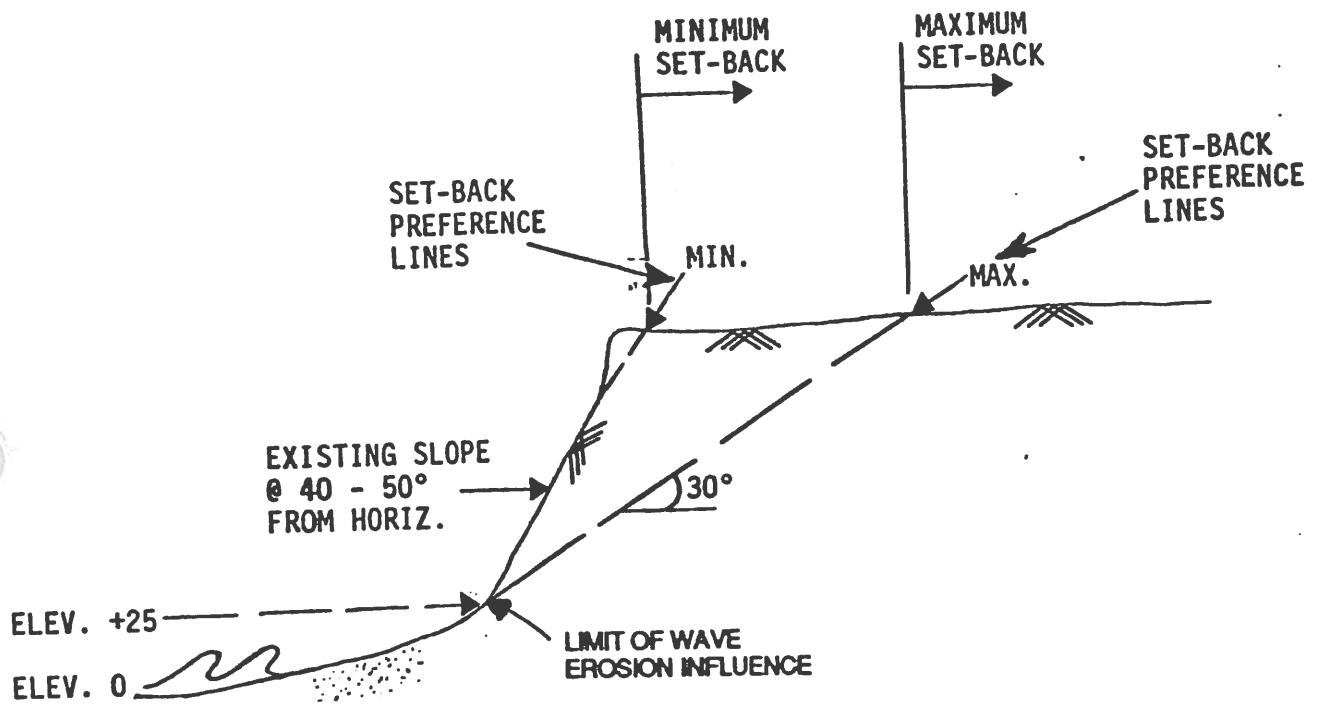 MINIMUM
SET-BACK
MAXIMUM
SET-BACK
SET-BACK
PREFERENCE
LINES
SET-BACK
PREFERENCE
LINES
MIN.
MAX.
EXISTING SLOPE
@ 40 - 50°
FROM HORIZ.
30°
ELEV. +25
LIMIT OF WAVE
EROSION INFLUENCE
ELEV. 0